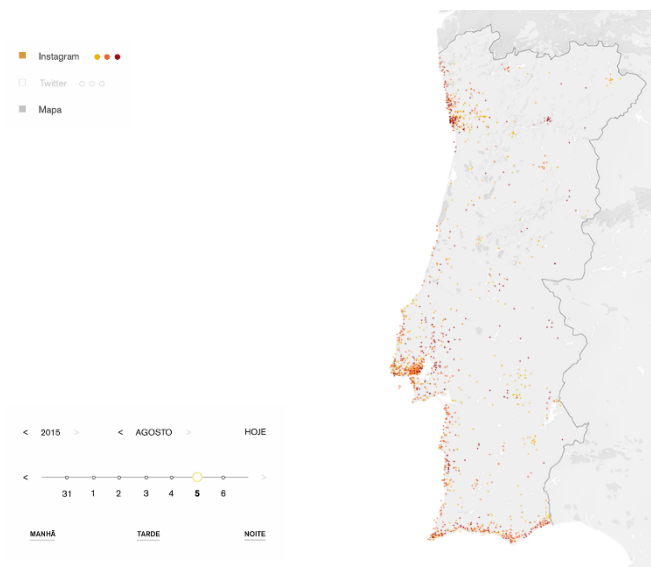 Instagram
Twitter
Mapa
< 2015 > < AGOSTO > HOJE
< >
31 1 2 3 4 5 6
MANHÃ TARDE NOITE